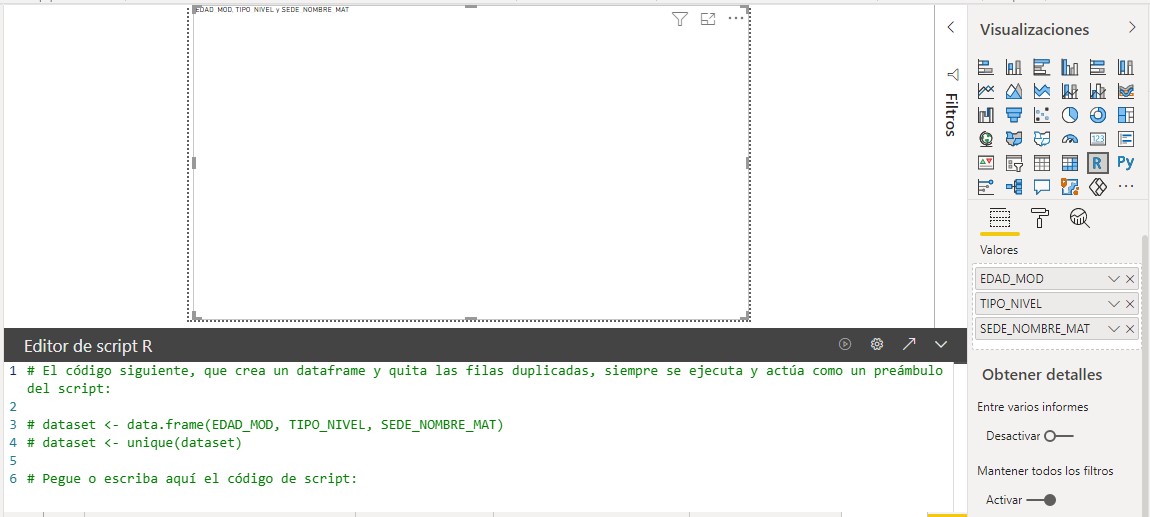 EDAD_MOD, TIPO_NIVEL y SEDE_NOMBRE_MAT
Filtros
Visualizaciones
123
R
Py
Valores
EDAD_MOD
TIPO_NIVEL
SEDE_NOMBRE_MAT
Obtener detalles
Entre varios informes
Desactivar
Mantener todos los filtros
Activar
Editor de script R
1 # El código siguiente, que crea un dataframe y quita las filas duplicadas, siempre se ejecuta y actúa como un preámbulo
del script:
2
3 # dataset <- data.frame(EDAD_MOD, TIPO_NIVEL, SEDE_NOMBRE_MAT)
4 # dataset <- unique(dataset)
5
6 # Pegue o escriba aquí el código de script: